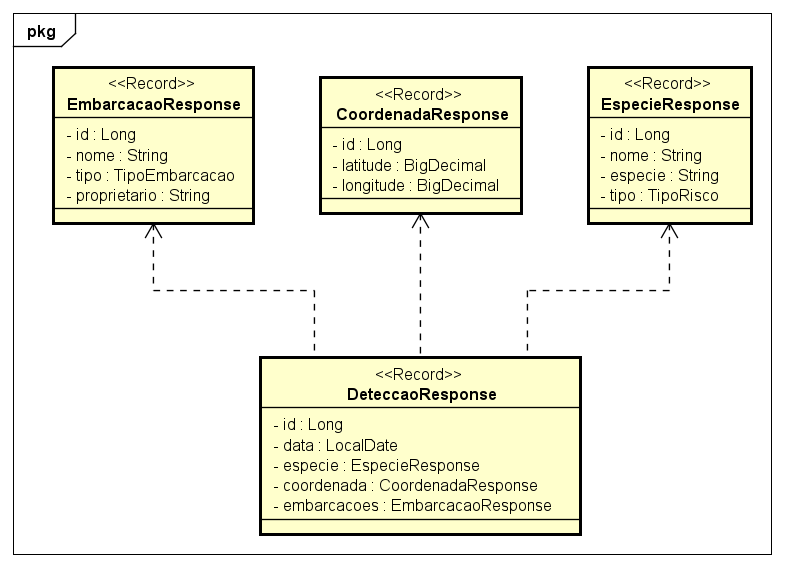 pkg
<<Record>>
EmbarcacaoResponse
- id : Long
- nome : String
- tipo : TipoEmbarcacao
- proprietario : String
<<Record>>
CoordenadaResponse
- id : Long
- latitude : BigDecimal
- longitude : BigDecimal
<<Record>>
EspecieResponse
- id : Long
- nome : String
- especie : String
- tipo : TipoRisco
<<Record>>
DeteccaoResponse
- id : Long
- data : LocalDate
- especie : EspecieResponse
- coordenada : CoordenadaResponse
- embarcacoes : EmbarcacaoResponse